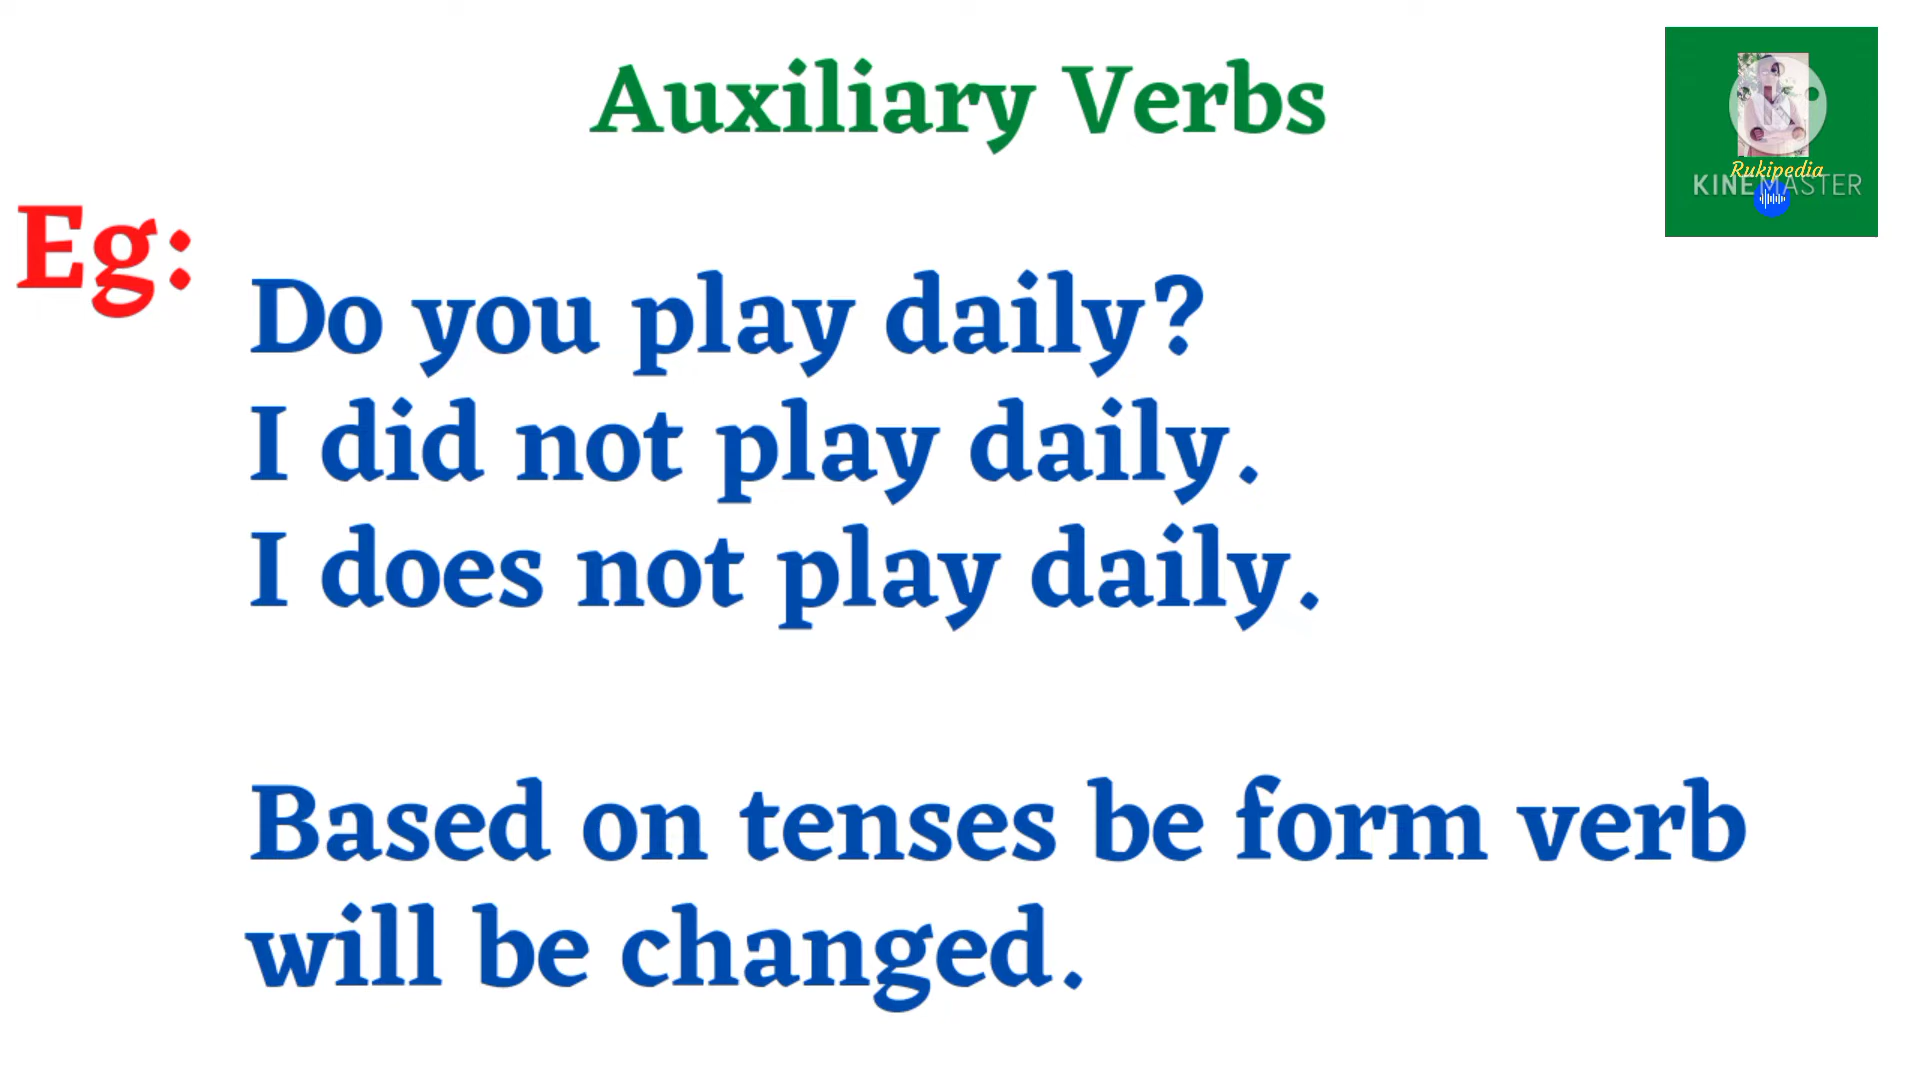 Auxiliary Verbs
Rukipedia
KINEMASTER
Eg:
Do you play daily?
I did not play daily.
I does not play daily.
Based on tenses be form verb
will be changed.